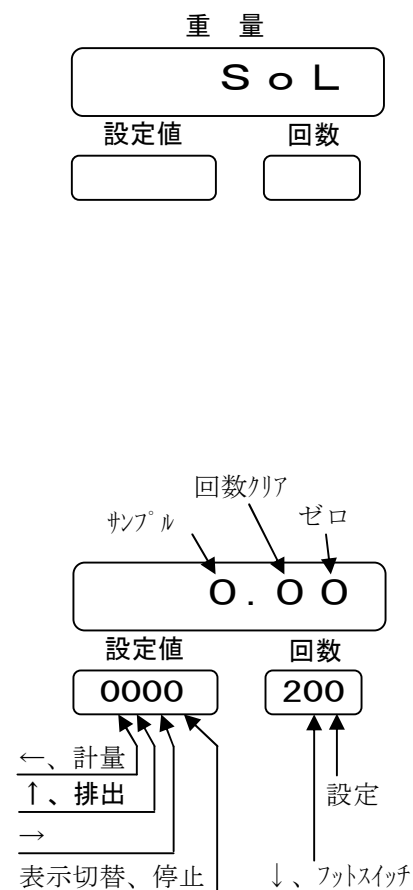 重 量
S o L
設定値 回数
回数ｸﾘｱ
ｻﾝﾌﾟﾙ ゼロ
0. 0 0
設定値 回数
0000 200
←、計量
↑、排出 設定
→
表示切替、停止 ↓、ﾌｯﾄｽｲｯﾁ